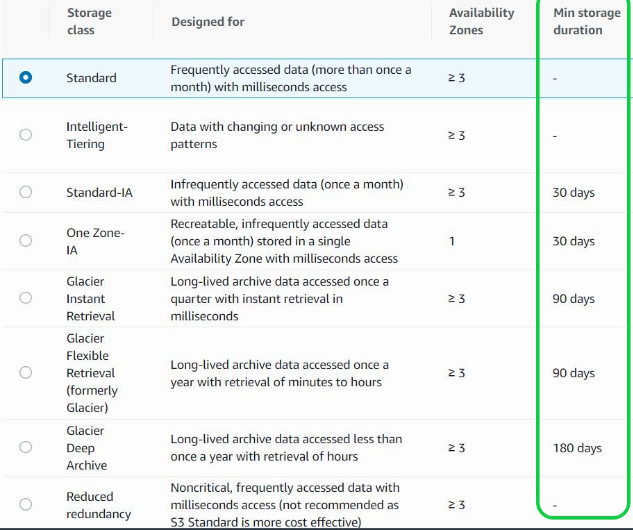 Storage class	Designed for	Availability Zones	Min storage duration
Standard	Frequently accessed data (more than once a month) with milliseconds access	≥ 3	-
Intelligent-Tiering	Data with changing or unknown access patterns	≥ 3	-
Standard-IA	Infrequently accessed data (once a month) with milliseconds access	≥ 3	30 days
One Zone-IA	Recreatable, infrequently accessed data (once a month) stored in a single Availability Zone with milliseconds access	1	30 days
Glacier Instant Retrieval	Long-lived archive data accessed once a quarter with instant retrieval in milliseconds	≥ 3	90 days
Glacier Flexible Retrieval (formerly Glacier)	Long-lived archive data accessed once a year with retrieval of minutes to hours	≥ 3	90 days
Glacier Deep Archive	Long-lived archive data accessed less than once a year with retrieval of hours	≥ 3	180 days
Reduced redundancy	Noncritical, frequently accessed data with milliseconds access (not recommended as S3 Standard is more cost effective)	≥ 3	-